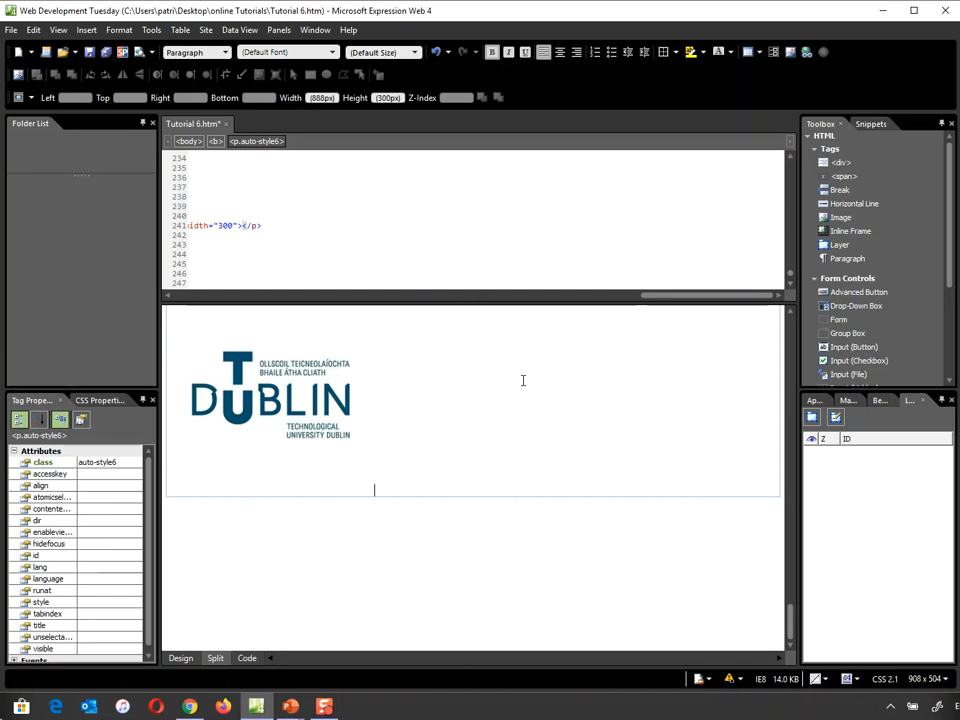 Web Development Tuesday (C:\Users\patri\Desktop\online Tutorials\Tutorial 6.htm) - Microsoft Expression Web 4
File Edit View Insert Format Tools Table Site Data View Panels Window Help
Paragraph (Default Font) (Default Size) B I U A
Left Top Right Bottom Width (888px) Height (300px) Z-Index
Folder List
Tutorial 6.htm*
<body> <b> <p.auto-style6>
234
235
236
237
238
239
240
241 idth="300"></p>
242
243
244
245
246
247
OLLSCOIL TEICNEOLAÍOCHTA
BHAILE ÁTHA CLIATH
DUBLIN
TECHNOLOGICAL
UNIVERSITY DUBLIN
Design Split Code
Toolbox Snippets
HTML
Tags
<div>
<span>
Break
Horizontal Line
Image
Inline Frame
Layer
Paragraph
Form Controls
Advanced Button
Drop-Down Box
Form
Group Box
Input (Button)
Input (Checkbox)
Input (File)
Tag Prope... CSS Properti...
<p.auto-style6>
Attributes
class auto-style6
accesskey
align
atomicsel...
contente...
dir
enablevie...
hidefocus
id
lang
language
runat
style
tabindex
title
unselecta...
visible
Events
Ap... Ma... Be... L...
Z ID
IE8 14.0 KB CSS 2.1 908 x 504